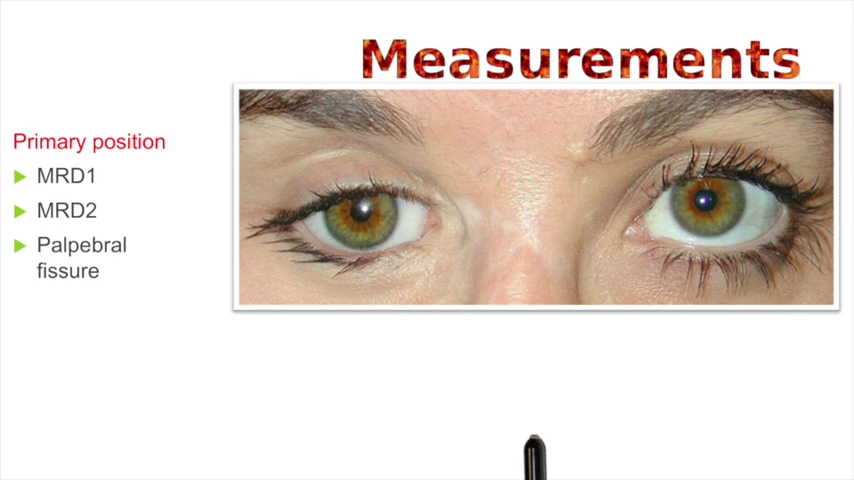 Measurements
Primary position
MRD1
MRD2
Palpebral
fissure